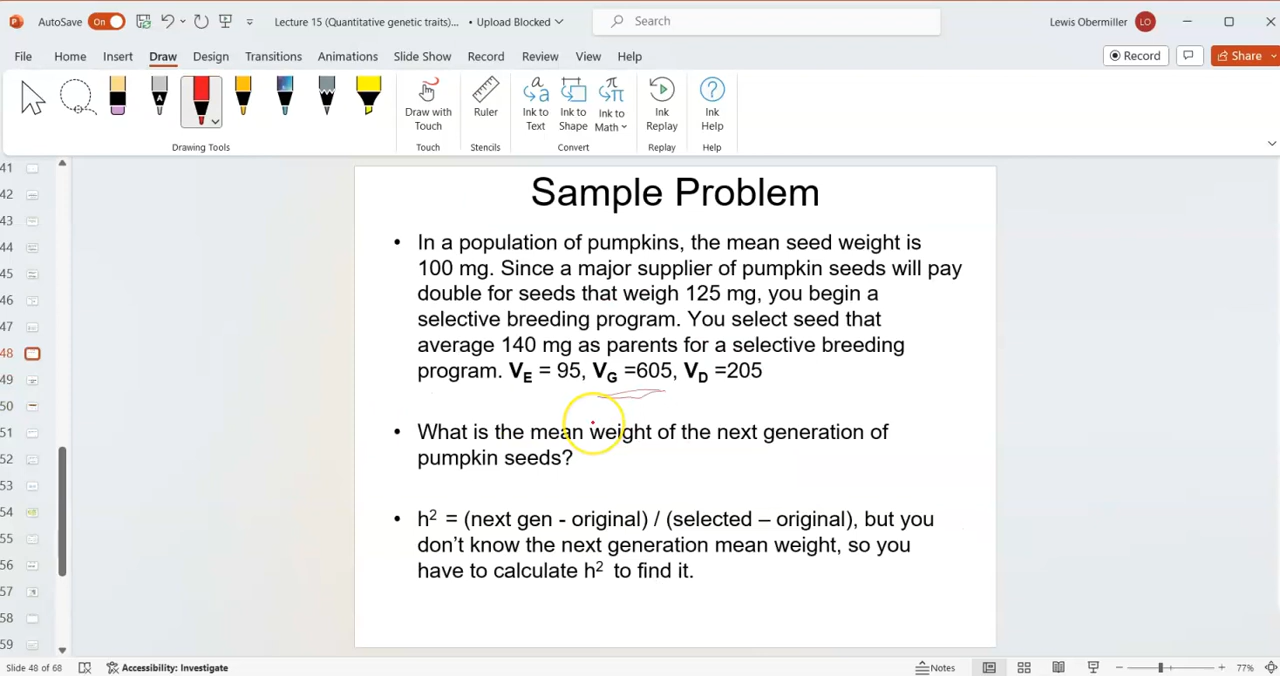 AutoSave On Lecture 15 (Quantitative genetic traits)... • Upload Blocked Search Lewis Obermiller LO
File Home Insert Draw Design Transitions Animations Slide Show Record Review View Help Record Share
Draw with Touch Ruler Ink to Text Ink to Shape Ink to Math Ink Replay Ink Help
Drawing Tools Touch Stencils Convert Replay Help
41
42
43
44
45
46
47
48
49
50
51
52
53
54
55
56
57
58
59
Sample Problem
• In a population of pumpkins, the mean seed weight is
100 mg. Since a major supplier of pumpkin seeds will pay
double for seeds that weigh 125 mg, you begin a
selective breeding program. You select seed that
average 140 mg as parents for a selective breeding
program. VE = 95, VG =605, VD =205
• What is the mean weight of the next generation of
pumpkin seeds?
• h² = (next gen - original) / (selected – original), but you
don’t know the next generation mean weight, so you
have to calculate h² to find it.
Slide 48 of 68 Accessibility: Investigate Notes 77%